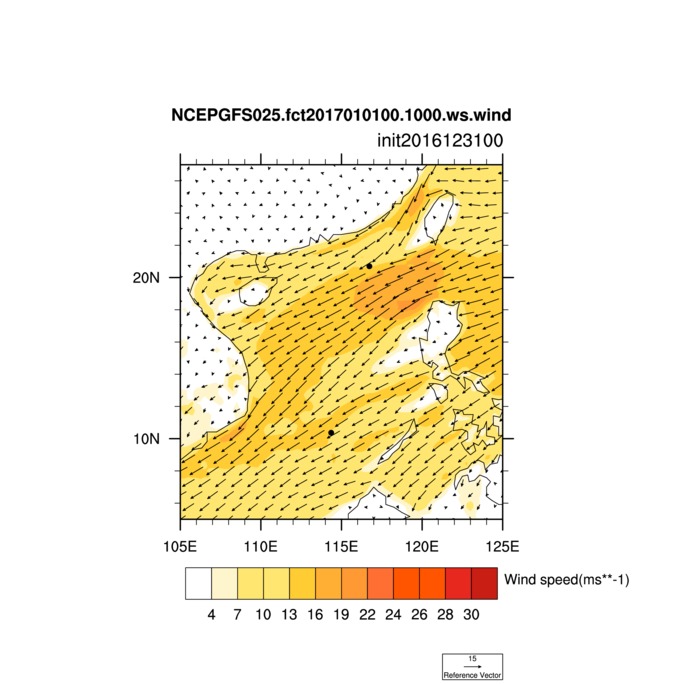 NCEPGFS025.fct2017010100.1000.ws.wind
init2016123100
20N
10N
105E 110E 115E 120E 125E
Wind speed(ms**-1)
4 7 10 13 16 19 22 24 26 28 30
15
Reference Vector